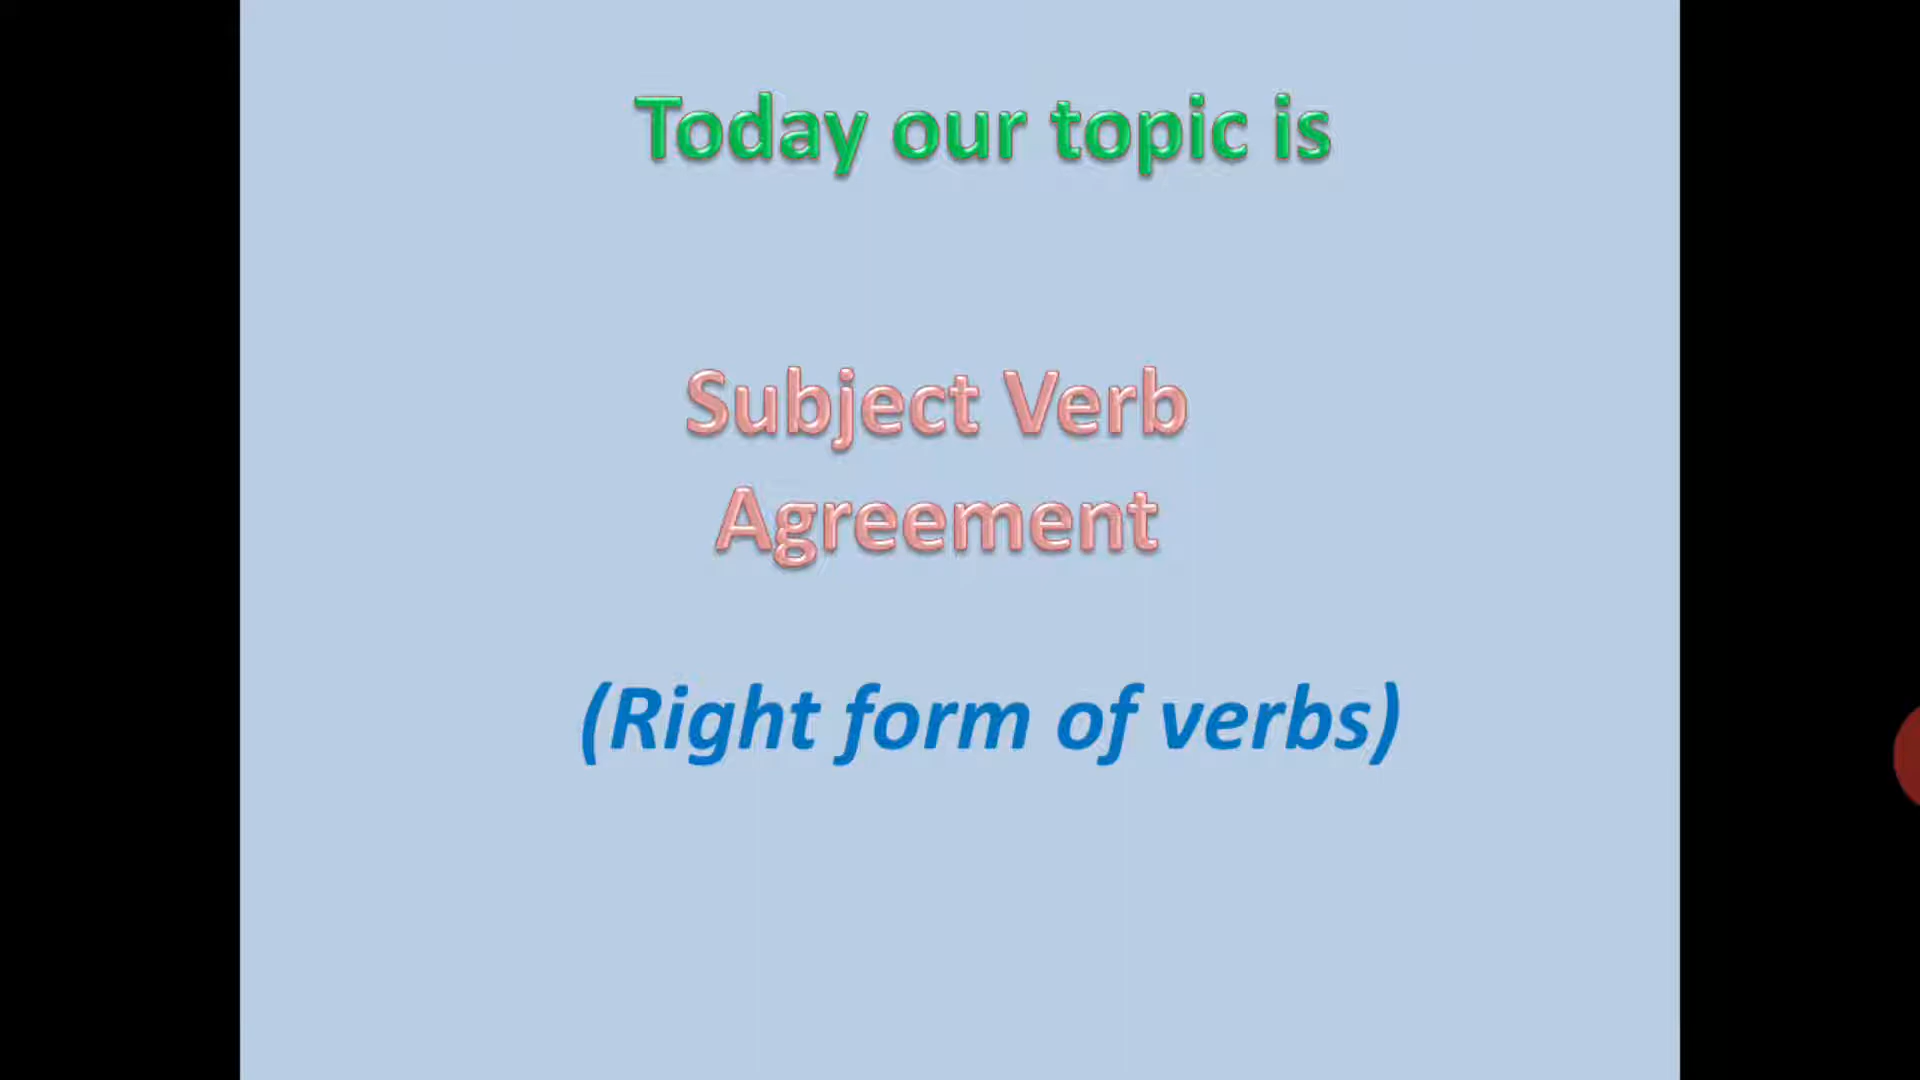 Today our topic is
Subject Verb
Agreement
(Right form of verbs)